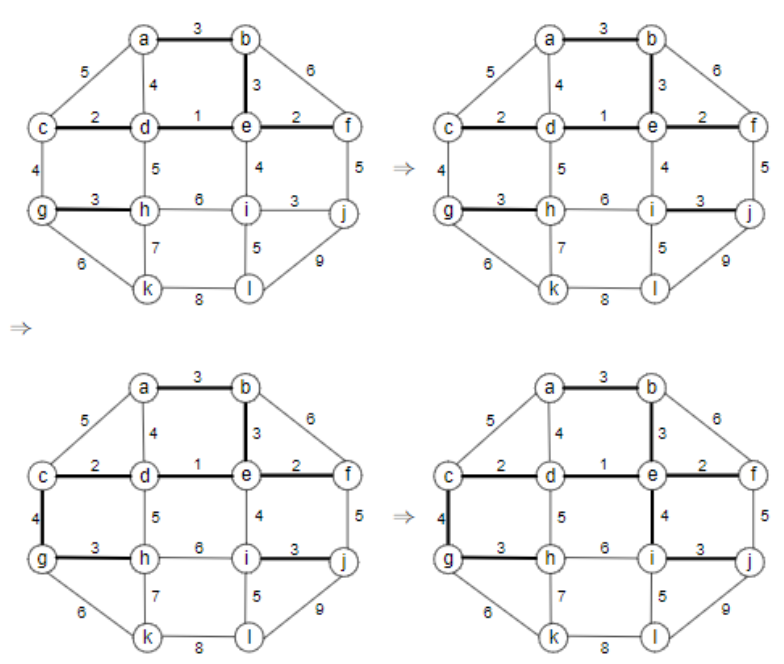 3 3
a b a b
5 4 3 6 5 4 3 6
2 1 2 2 1 2
c d e f c d e f
4 5 4 5 ⇒ 4 5 4 5
3 6 3 3 6 3
g h i j g h i j
6 7 5 9 6 7 5 9
k l k l
8 8
⇒
3 3
a b a b
5 4 3 6 5 4 3 6
2 1 2 2 1 2
c d e f c d e f
4 5 4 5 ⇒ 4 5 4 5
3 6 3 3 6 3
g h i j g h i j
6 7 5 9 6 7 5 9
k l k l
8 8